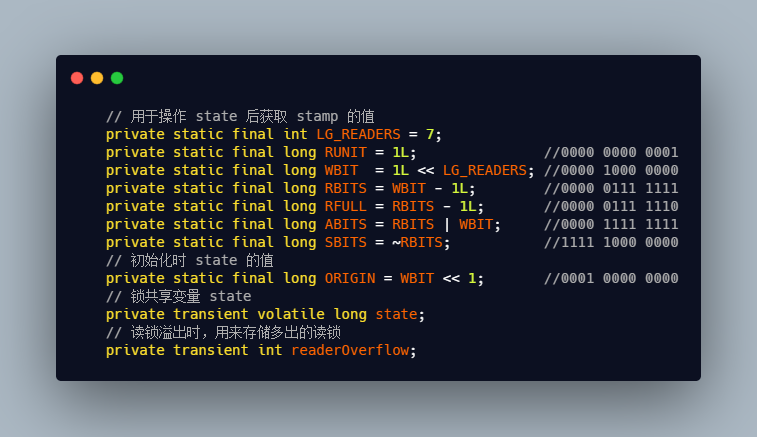 // 用于操作 state 后获取 stamp 的值
private static final int LG_READERS = 7;
private static final long RUNIT = 1L;               //0000 0000 0001
private static final long WBIT  = 1L << LG_READERS; //0000 1000 0000
private static final long RBITS = WBIT - 1L;        //0000 0111 1111
private static final long RFULL = RBITS - 1L;       //0000 0111 1110
private static final long ABITS = RBITS | WBIT;     //0000 1111 1111
private static final long SBITS = ~RBITS;           //1111 1000 0000
// 初始化时 state 的值
private static final long ORIGIN = WBIT << 1;       //0001 0000 0000
// 锁共享变量 state
private transient volatile long state;
// 读锁溢出时，用来存储多出的读锁
private transient int readerOverflow;